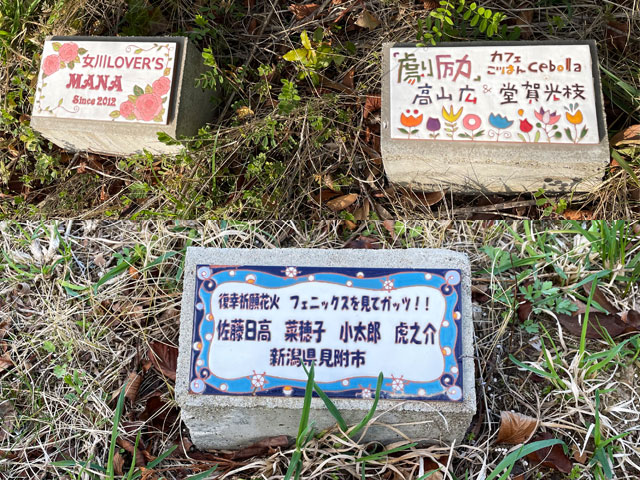 女川LOVER'S
MANA
Since 2012
「劇励」 カフェ ごはん Cebolla
高山広 & 堂賀光枝
復幸祈願花火 フェニックスを見てガッツ!!
佐藤日高 菜穂子 小太郎 虎之介
新潟県見附市